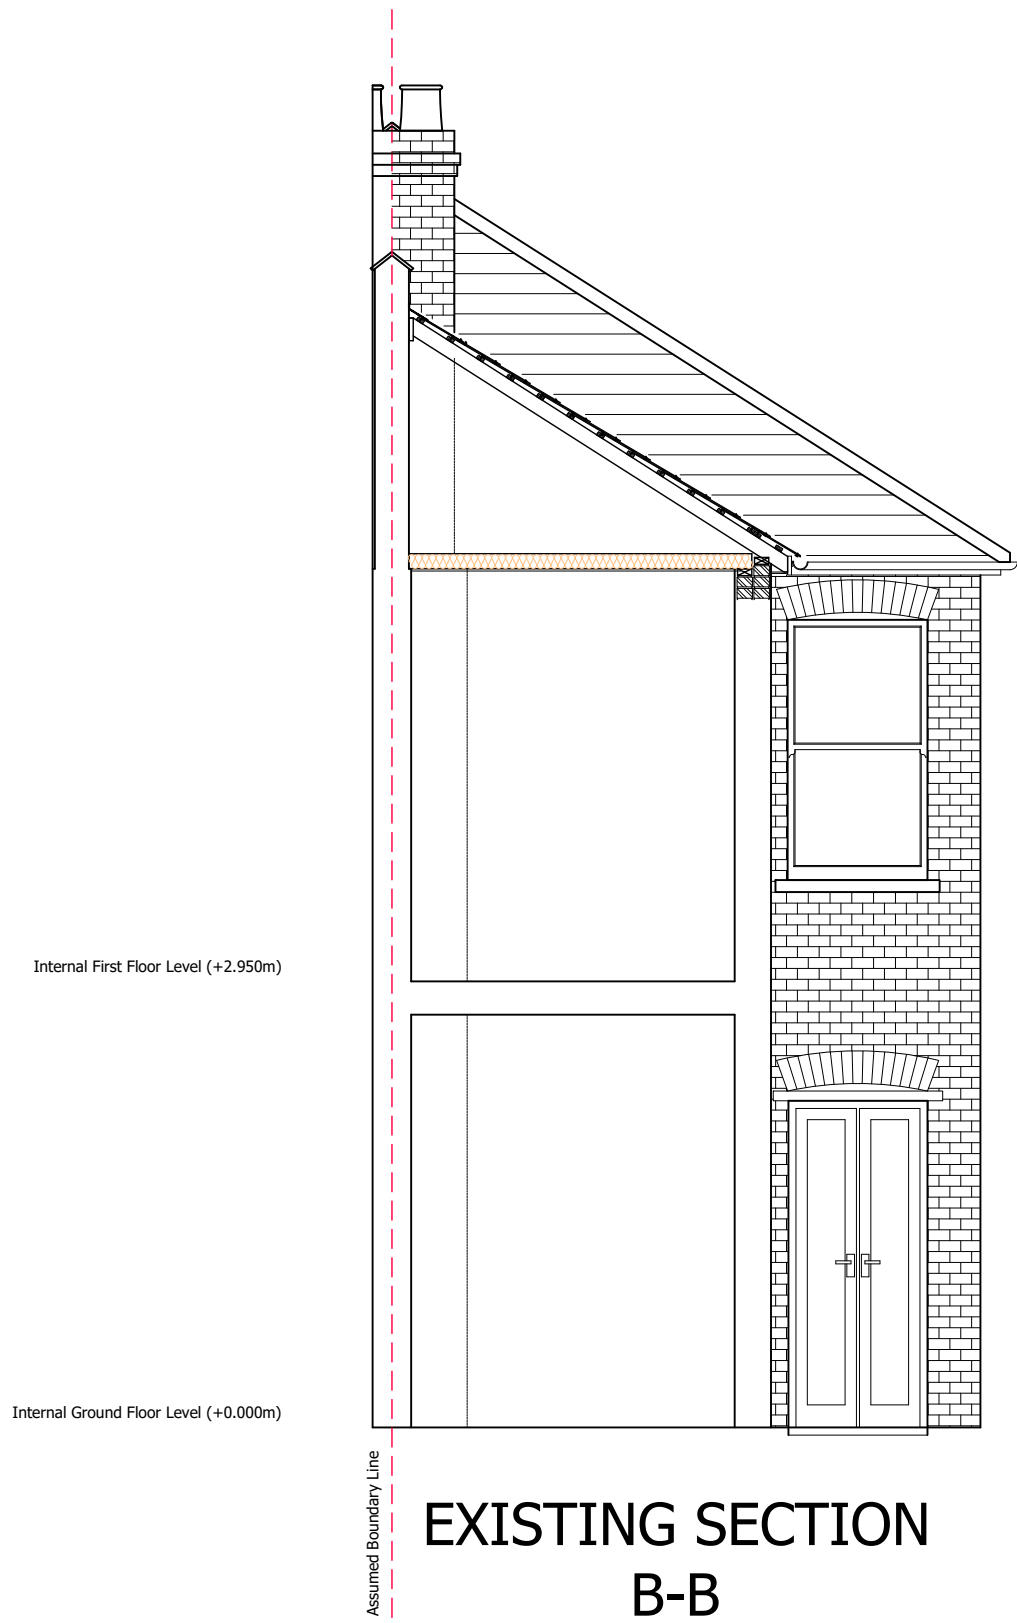 Internal First Floor Level (+2.950m)
Internal Ground Floor Level (+0.000m)
Assumed Boundary Line
EXISTING SECTION
B-B